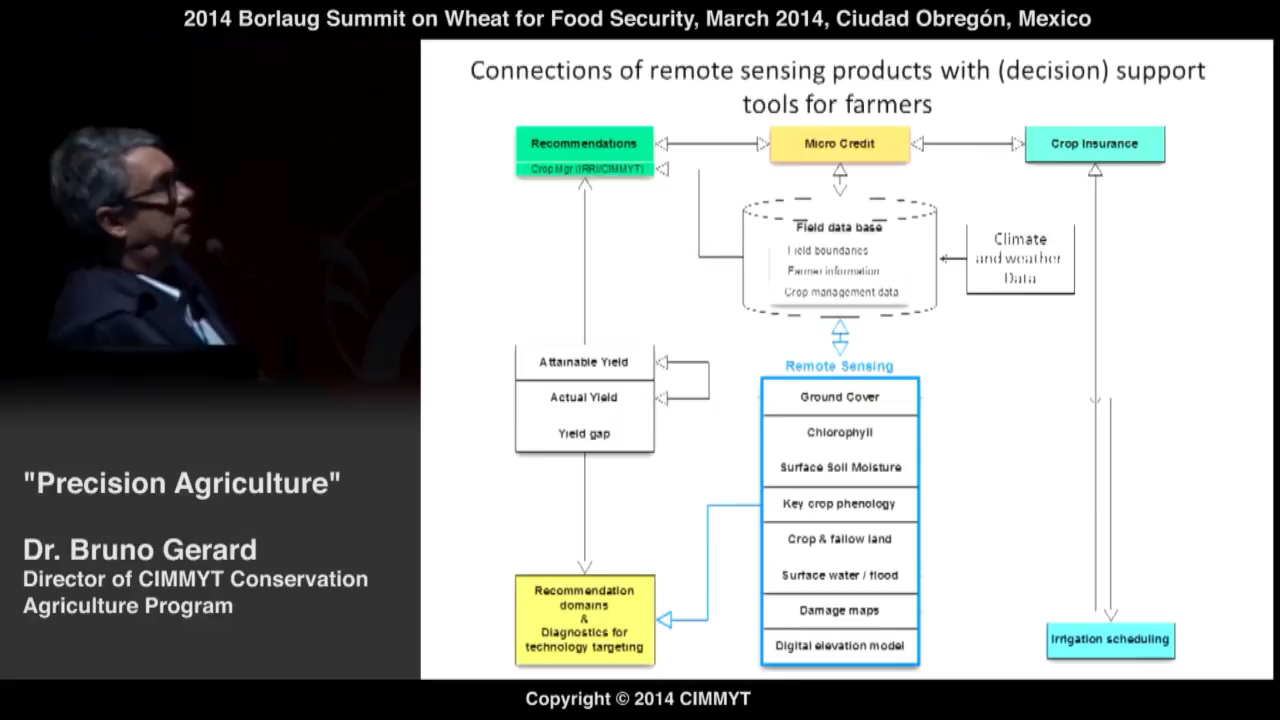 2014 Borlaug Summit on Wheat for Food Security, March 2014, Ciudad Obregón, Mexico
Connections of remote sensing products with (decision) support
tools for farmers
Recommendations
Crop Mgr (IRRI/CIMMYT)
Micro Credit
Crop Insurance
Field data base
Field boundaries
Farmer information
Crop management data
Climate
and weather
Data
Attainable Yield
Actual Yield
Yield gap
Remote Sensing
Ground Cover
Chlorophyll
Surface Soil Moisture
Key crop phenology
Crop & fallow land
Surface water / flood
Damage maps
Digital elevation model
Recommendation
domains
&
Diagnostics for
technology targeting
Irrigation scheduling
"Precision Agriculture"
Dr. Bruno Gerard
Director of CIMMYT Conservation
Agriculture Program
Copyright © 2014 CIMMYT